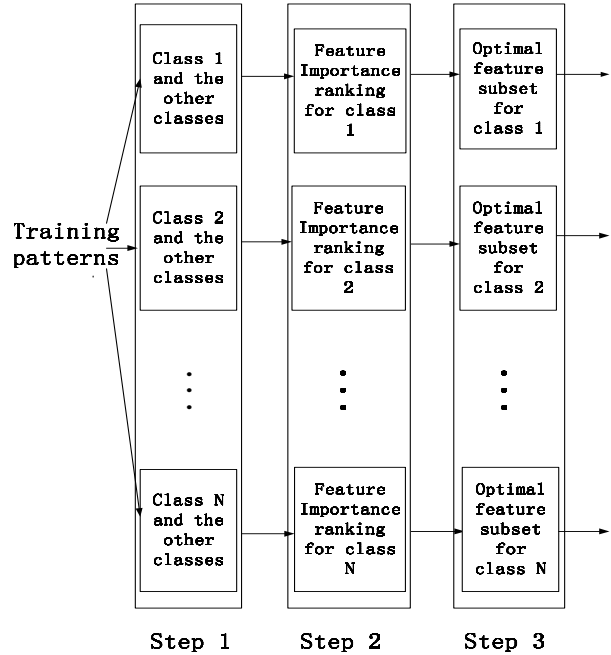 Class 1
and the
other
classes
Feature
Importance
ranking
for class
1
Optimal
feature
subset
for
class 1
Training
patterns
Class 2
and the
other
classes
Feature
Importance
ranking
for class
2
Optimal
feature
subset
for
class 2
Class N
and the
other
classes
Feature
Importance
ranking
for class
N
Optimal
feature
subset
for
class N
Step 1
Step 2
Step 3